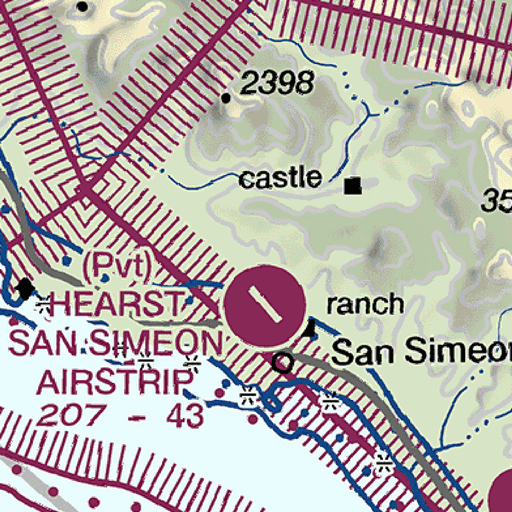 2398
castle
35
(Pvt)
HEARST
SAN SIMEON
AIRSTRIP
207 - 43
ranch
San Simeon